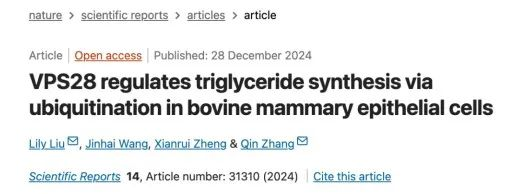 nature > scientific reports > articles > article
Article | Open access | Published: 28 December 2024
VPS28 regulates triglyceride synthesis via
ubiquitination in bovine mammary epithelial cells
Lily Liu, Jinhai Wang, Xianrui Zheng & Qin Zhang
Scientific Reports 14, Article number: 31310 (2024) | Cite this article